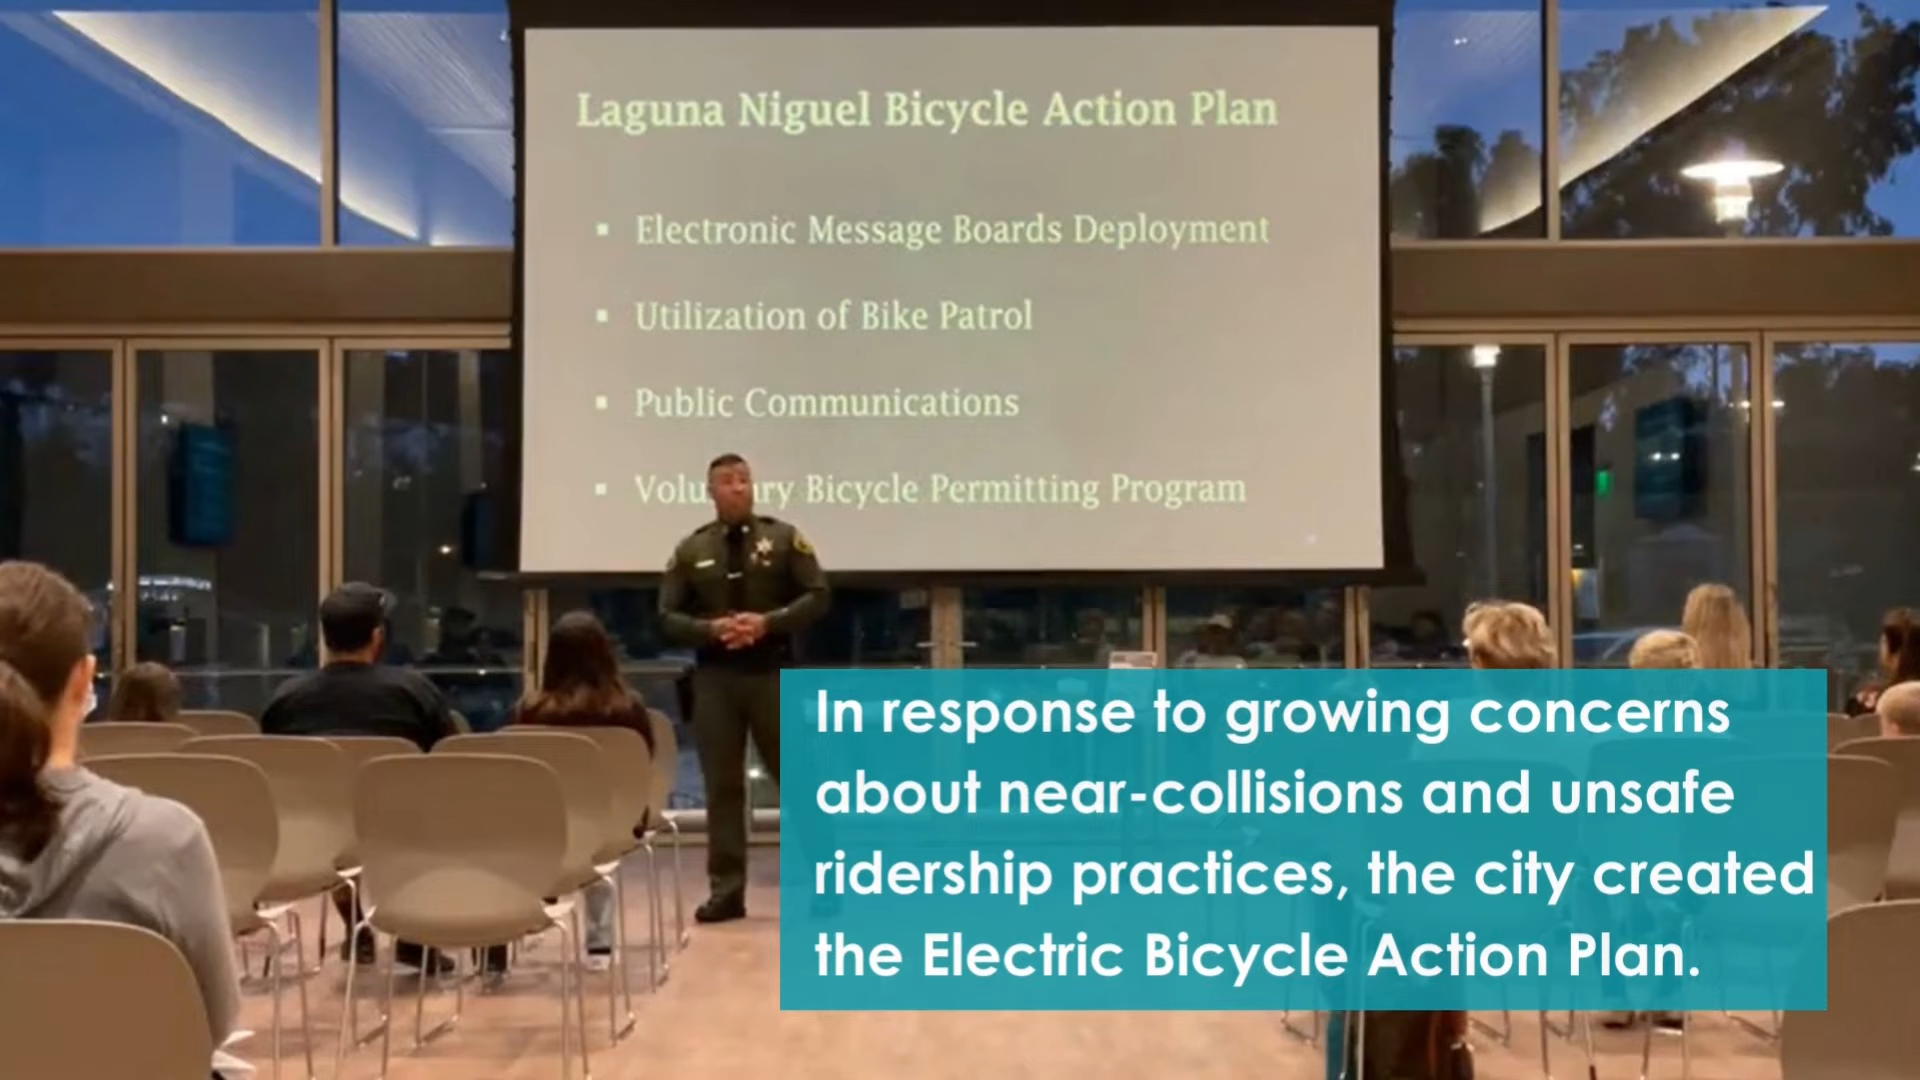 Laguna Niguel Bicycle Action Plan
▪ Electronic Message Boards Deployment
▪ Utilization of Bike Patrol
▪ Public Communications
▪ Bicycle Permitting Program
In response to growing concerns
about near-collisions and unsafe
ridership practices, the city created
the Electric Bicycle Action Plan.